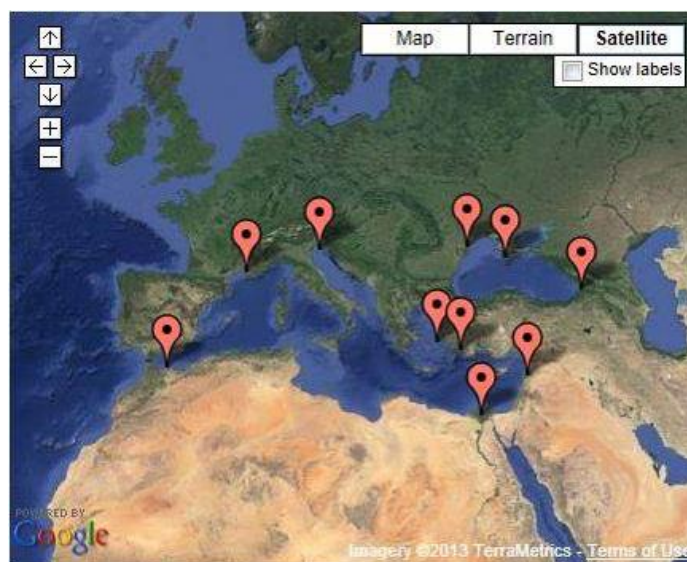 Map Terrain Satellite
Show labels
POWERED BY
Google
Imagery ©2013 TerraMetrics - Terms of Use